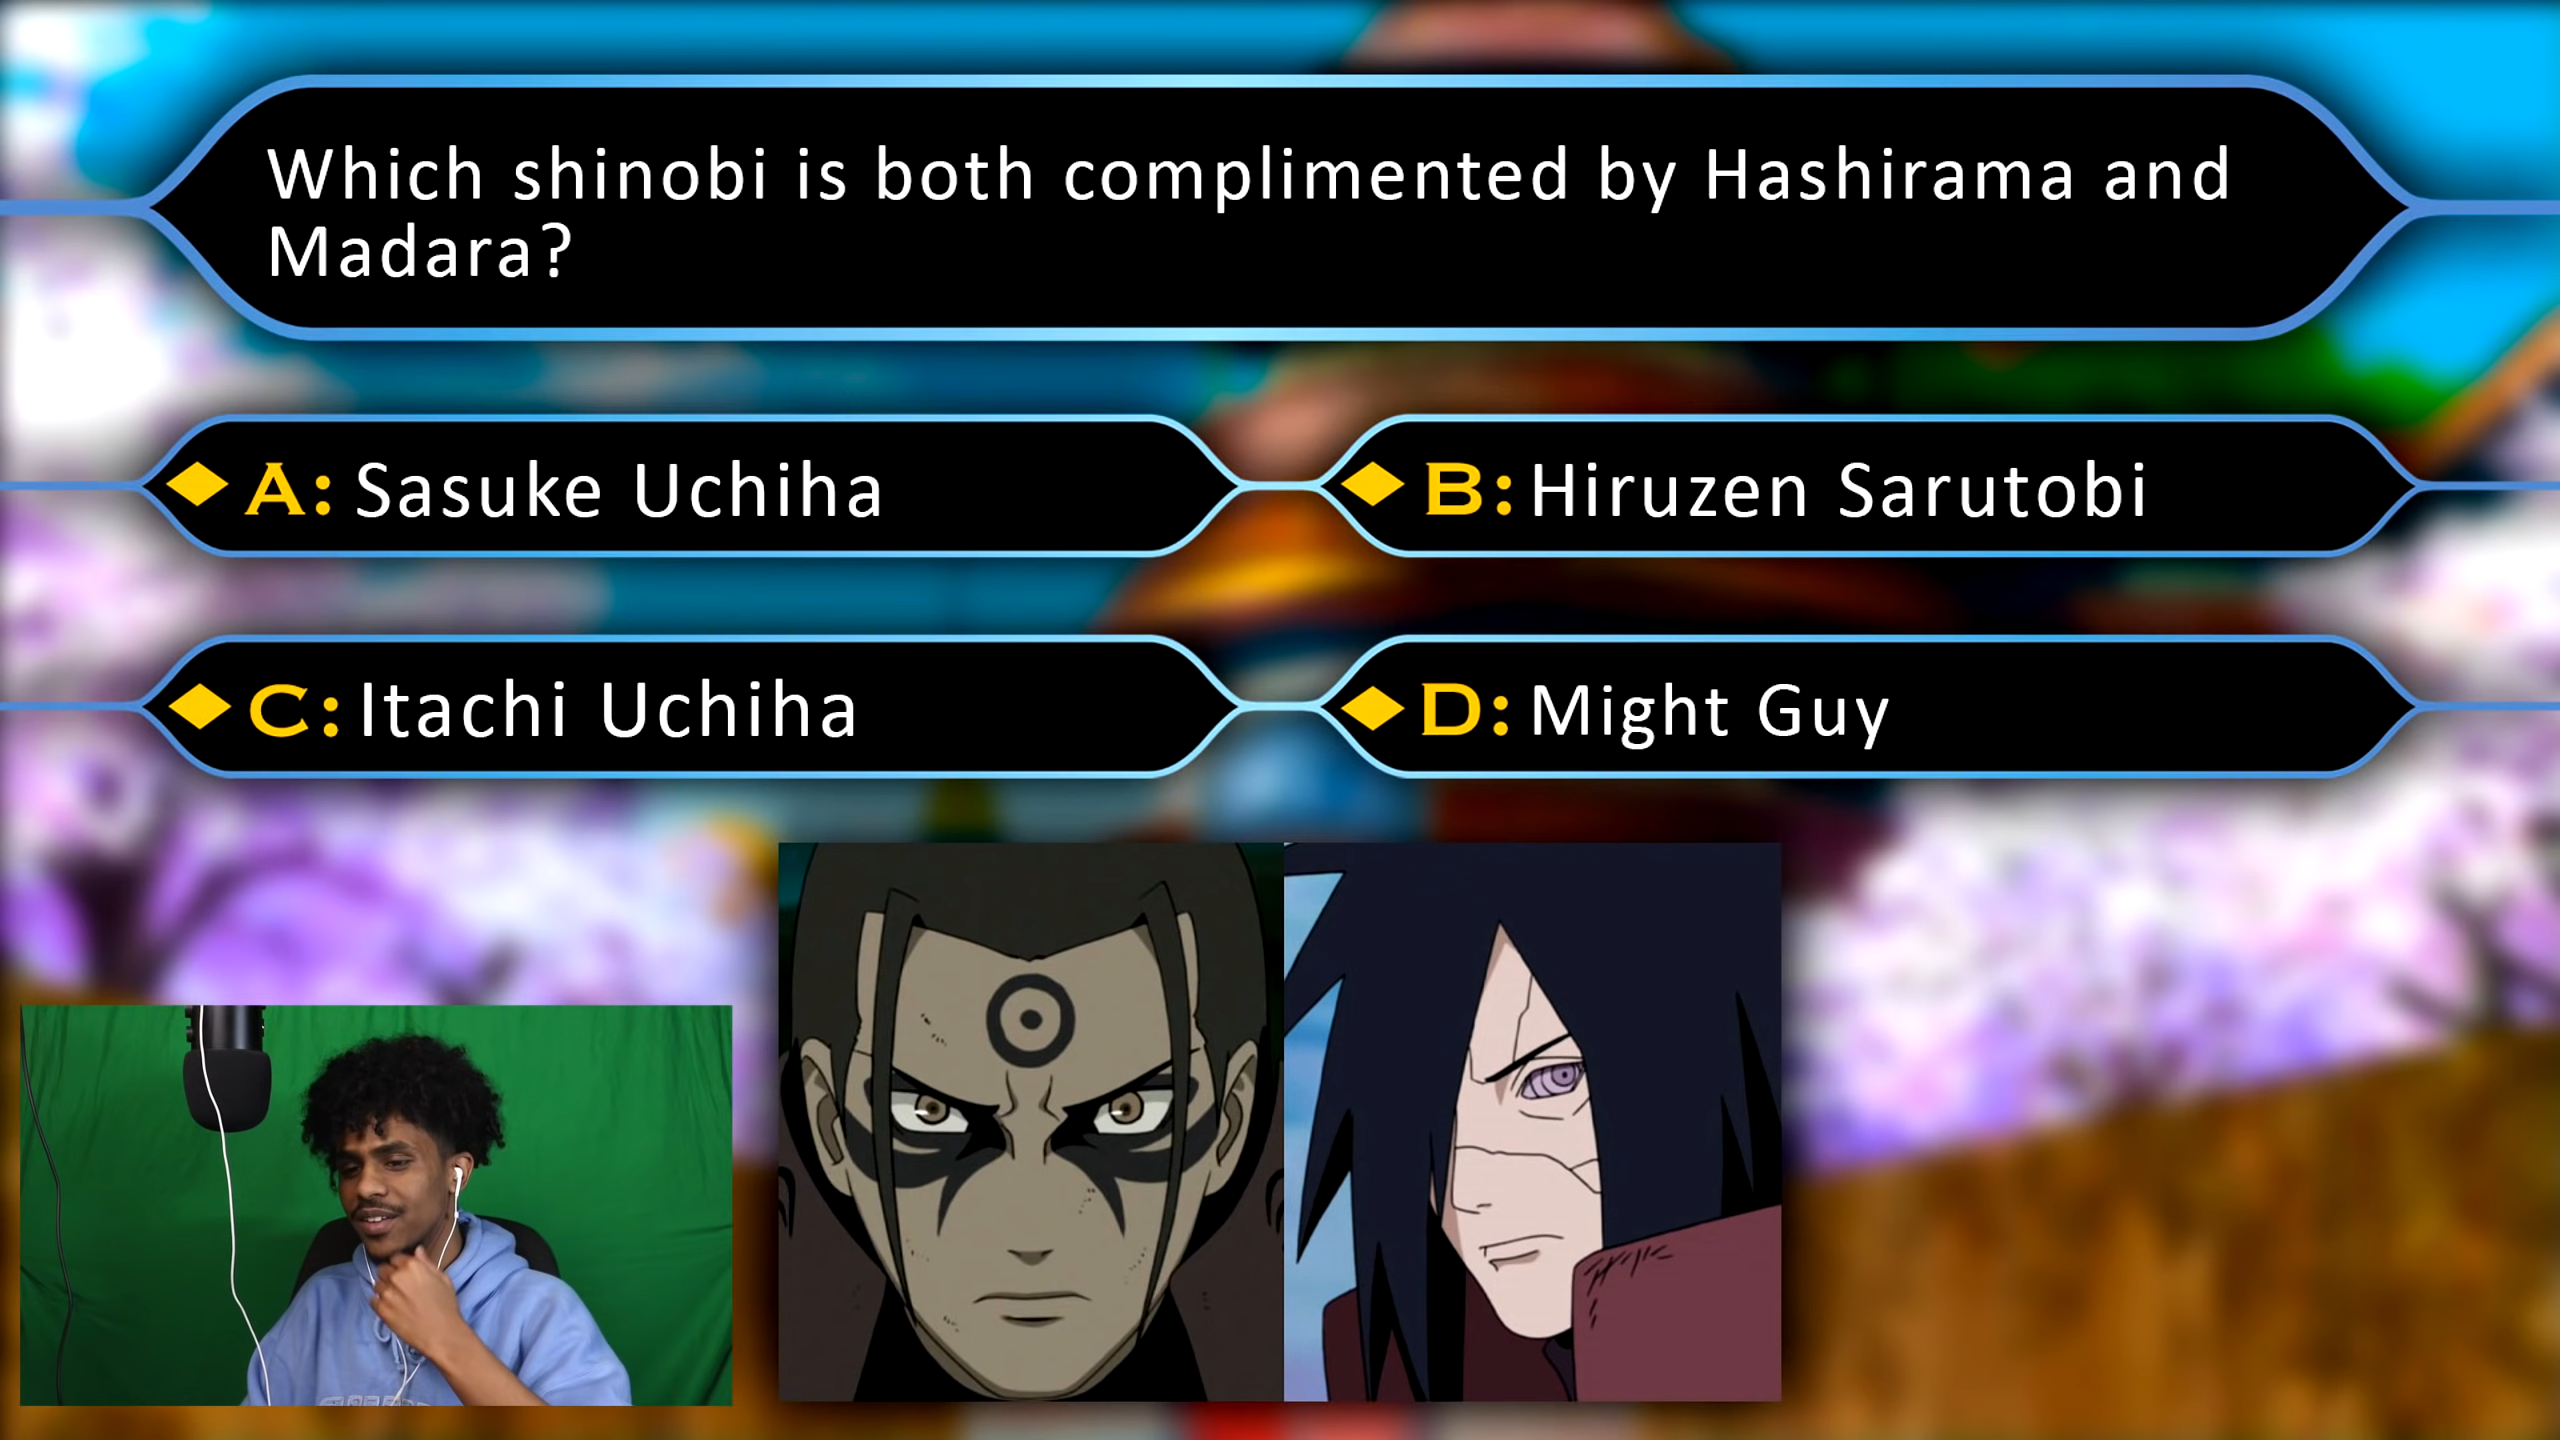 Which shinobi is both complimented by Hashirama and
Madara?
A: Sasuke Uchiha
B: Hiruzen Sarutobi
C: Itachi Uchiha
D: Might Guy